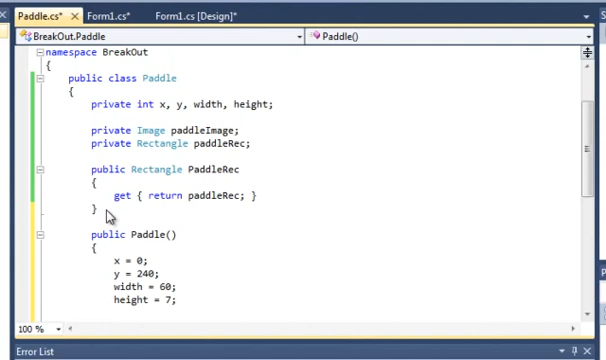 Paddle.cs* Form1.cs* Form1.cs [Design]*
BreakOut.Paddle Paddle()
namespace BreakOut
{
public class Paddle
{
private int x, y, width, height;
private Image paddleImage;
private Rectangle paddleRec;
public Rectangle PaddleRec
{
get { return paddleRec; }
}
public Paddle()
{
x = 0;
y = 240;
width = 60;
height = 7;
100 %
Error List